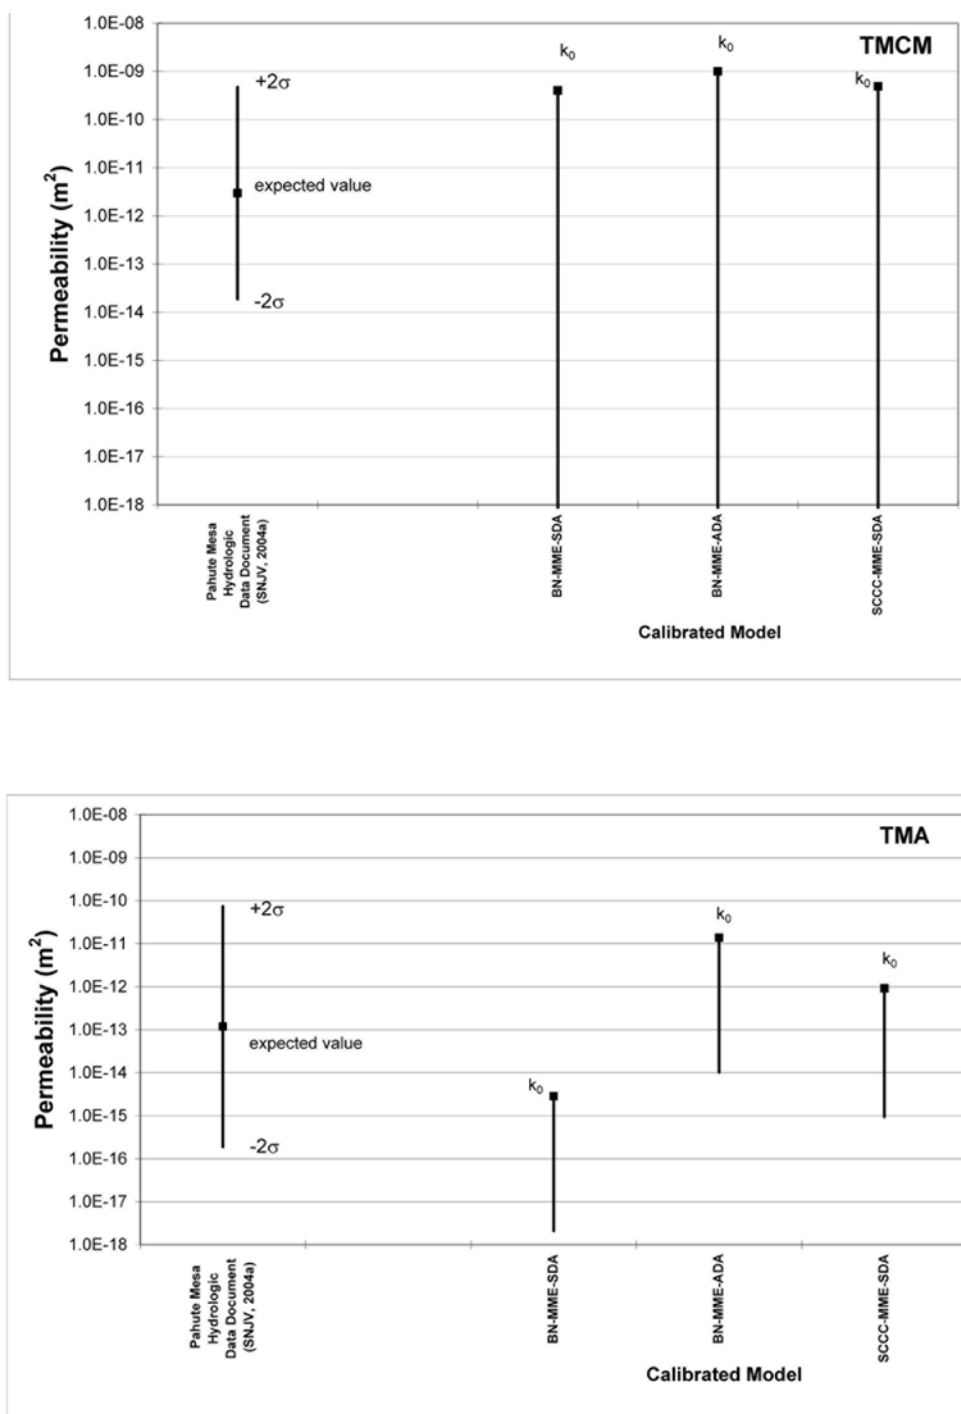 TMCM
1.0E-08
1.0E-09
1.0E-10
1.0E-11
1.0E-12
1.0E-13
1.0E-14
1.0E-15
1.0E-16
1.0E-17
1.0E-18
Permeability (m²)
+2σ
expected value
-2σ
k₀
k₀
k₀
Pahute Mesa
Hydrologic
Data Document
(SNJV, 2004a)
BN-MME-SDA
BN-MME-ADA
SCCC-MME-SDA
Calibrated Model
TMA
1.0E-08
1.0E-09
1.0E-10
1.0E-11
1.0E-12
1.0E-13
1.0E-14
1.0E-15
1.0E-16
1.0E-17
1.0E-18
Permeability (m²)
+2σ
expected value
-2σ
k₀
k₀
k₀
Pahute Mesa
Hydrologic
Data Document
(SNJV, 2004a)
BN-MME-SDA
BN-MME-ADA
SCCC-MME-SDA
Calibrated Model